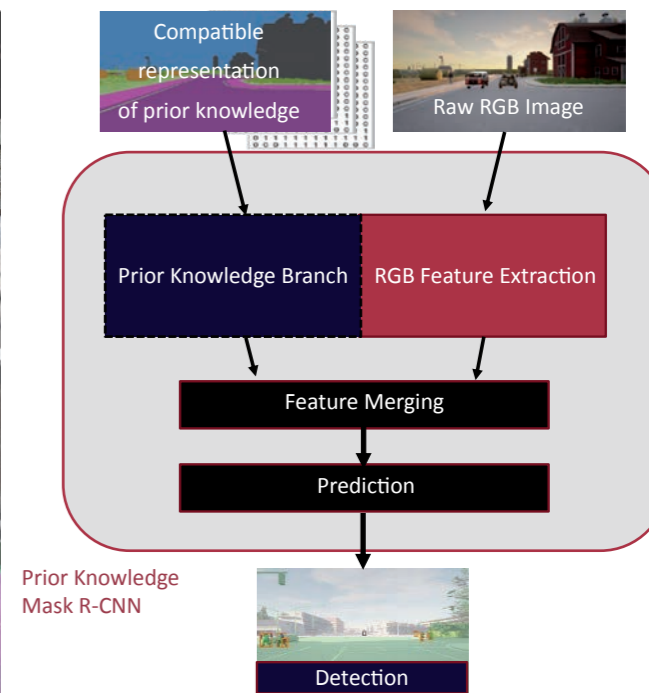 Compatible
representation
of prior knowledge
Raw RGB Image
Prior Knowledge Branch
RGB Feature Extraction
Feature Merging
Prediction
Prior Knowledge
Mask R-CNN
Detection